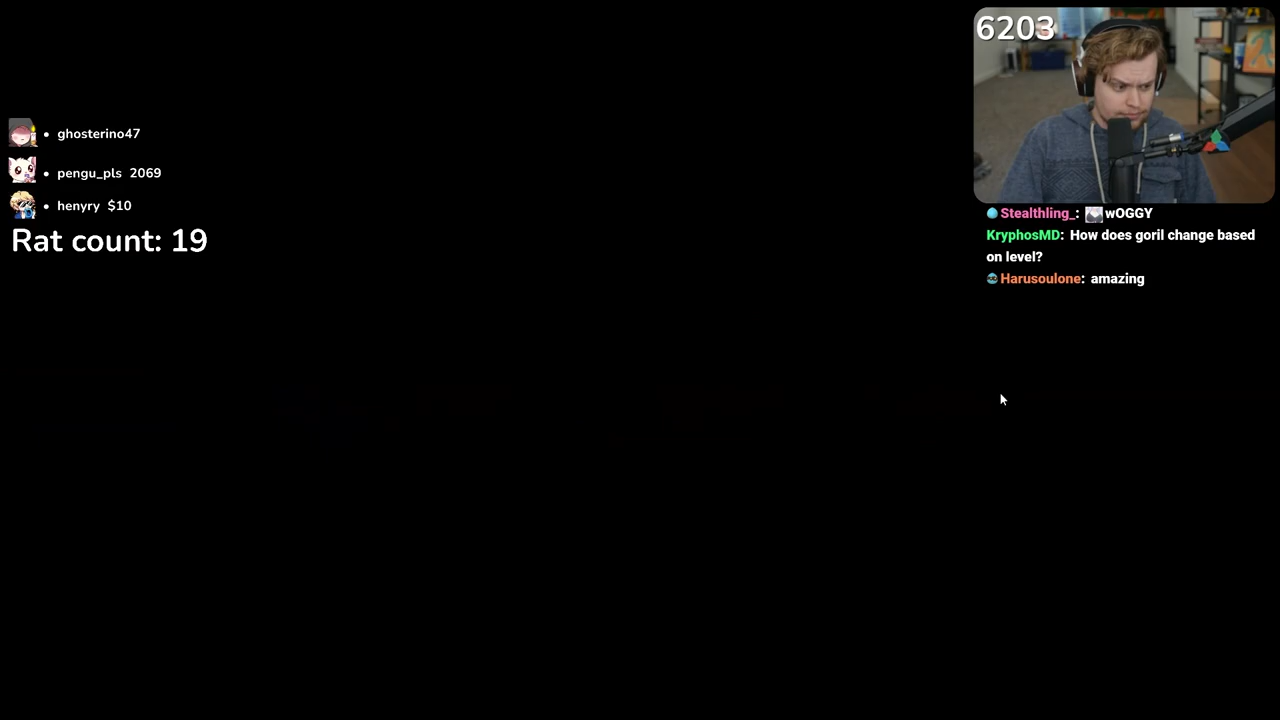 6203
ghosterino47
pengu_pls 2069
henyry $10
Rat count: 19
Stealthling_: wOGGY
KryphosMD: How does goril change based
on level?
Harusoulone: amazing